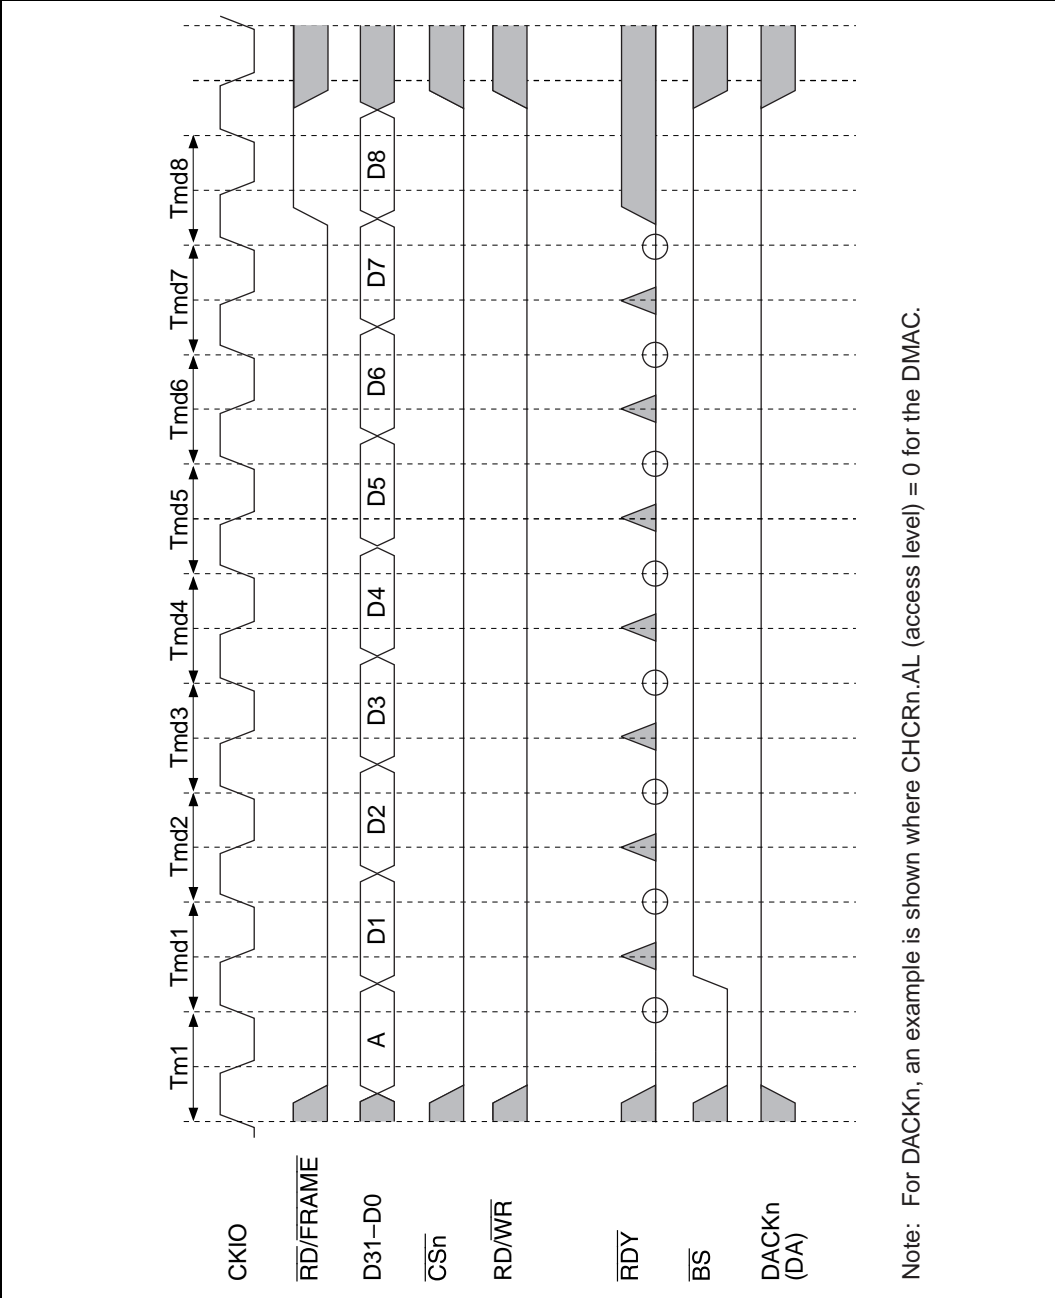 Tm1 Tmd1 Tmd2 Tmd3 Tmd4 Tmd5 Tmd6 Tmd7 Tmd8
CKIO
RD/FRAME
D31–D0 A D1 D2 D3 D4 D5 D6 D7 D8
CSn
RD/WR
RDY
BS
DACKn
(DA)
Note: For DACKn, an example is shown where CHCRn.AL (access level) = 0 for the DMAC.